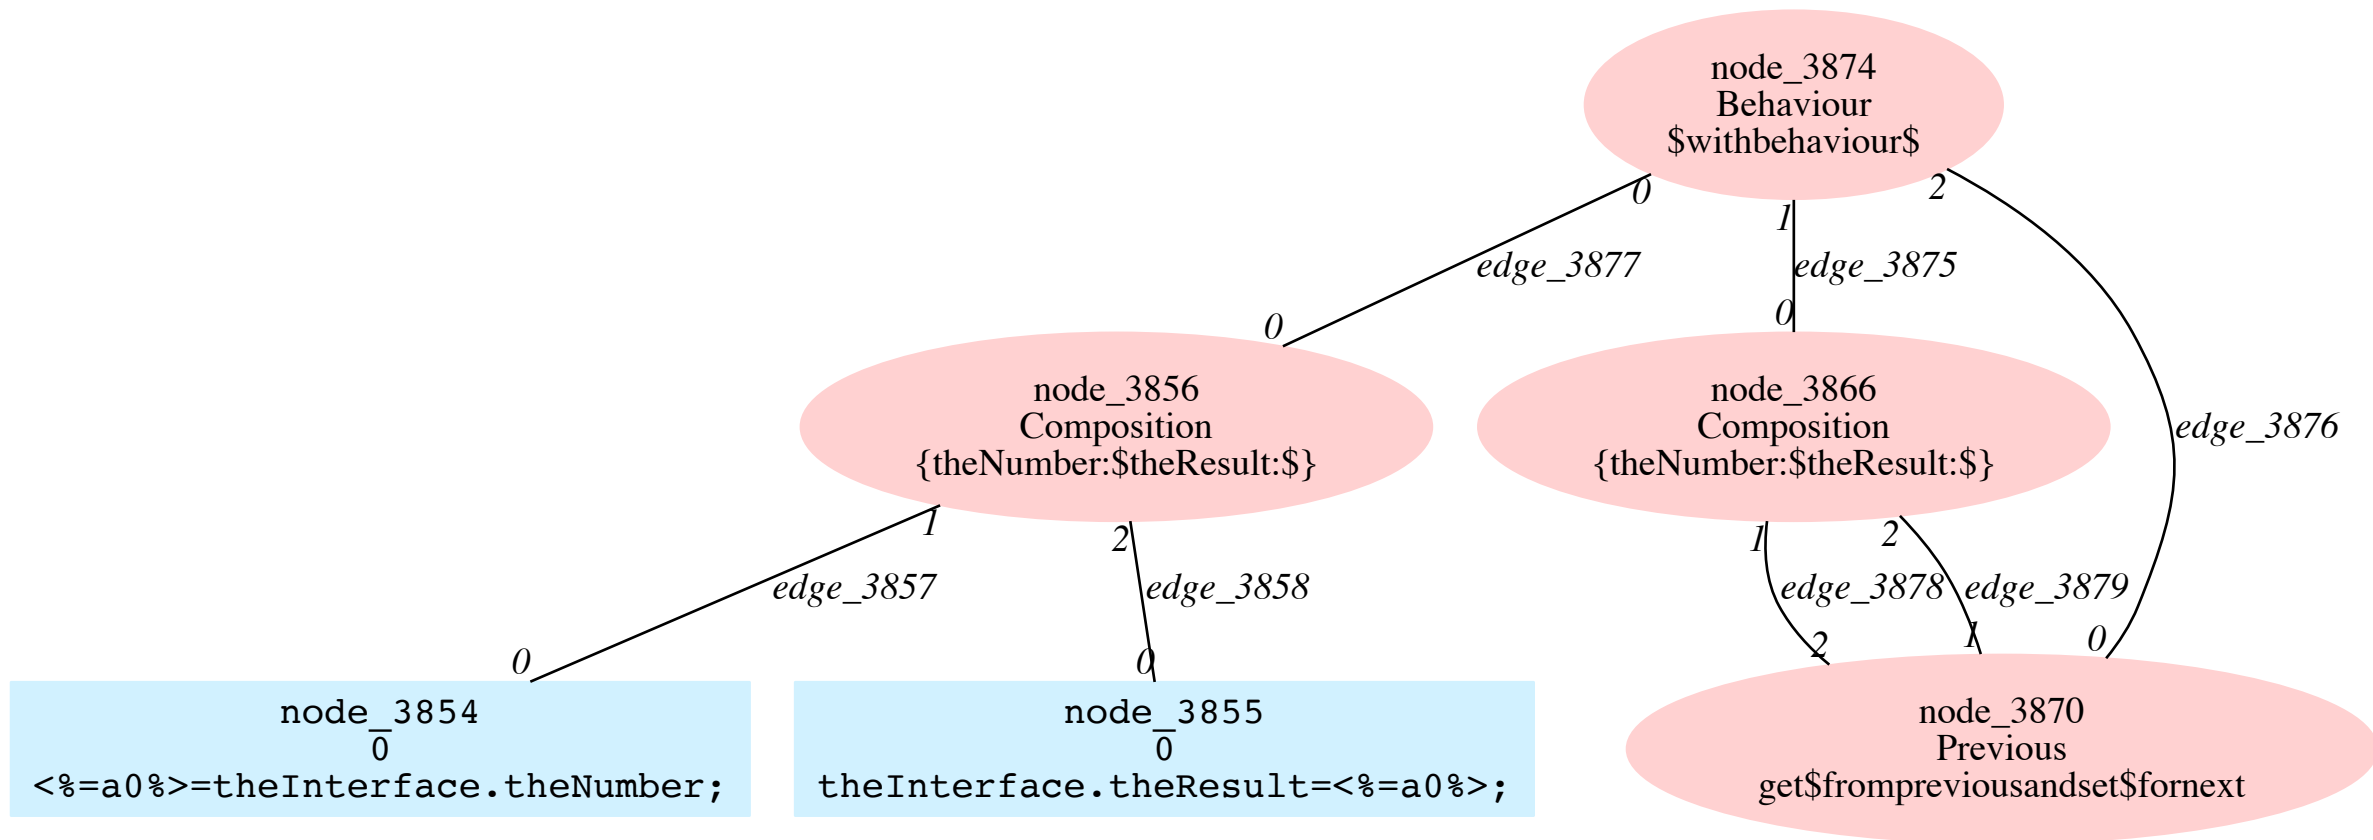 node_3874
Behaviour
$withbehaviour$
0
1
2
edge_3877
edge_3875
0
0
node_3856
Composition
{theNumber:$theResult:$}
node_3866
Composition
{theNumber:$theResult:$}
edge_3876
1
2
1
2
edge_3857
edge_3858
edge_3878
edge_3879
0
0
2
1
0
node_3854
0
<%=a0%>=theInterface.theNumber;
node_3855
0
theInterface.theResult=<%=a0%>;
node_3870
Previous
get$frompreviousandset$fornext